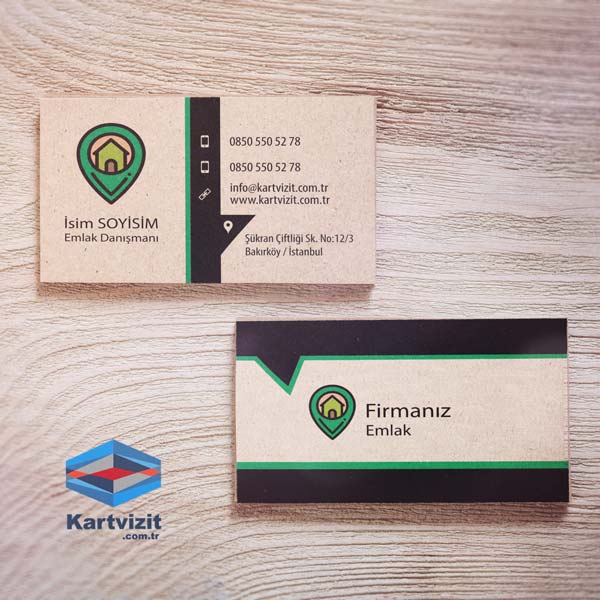 İsim SOYİSİM
Emlak Danışmanı
0850 550 52 78
0850 550 52 78
info@kartvizit.com.tr
www.kartvizit.com.tr
Şükran Çiftliği Sk. No:12/3
Bakırköy / İstanbul
Firmanız
Emlak
Kartvizit
.com.tr